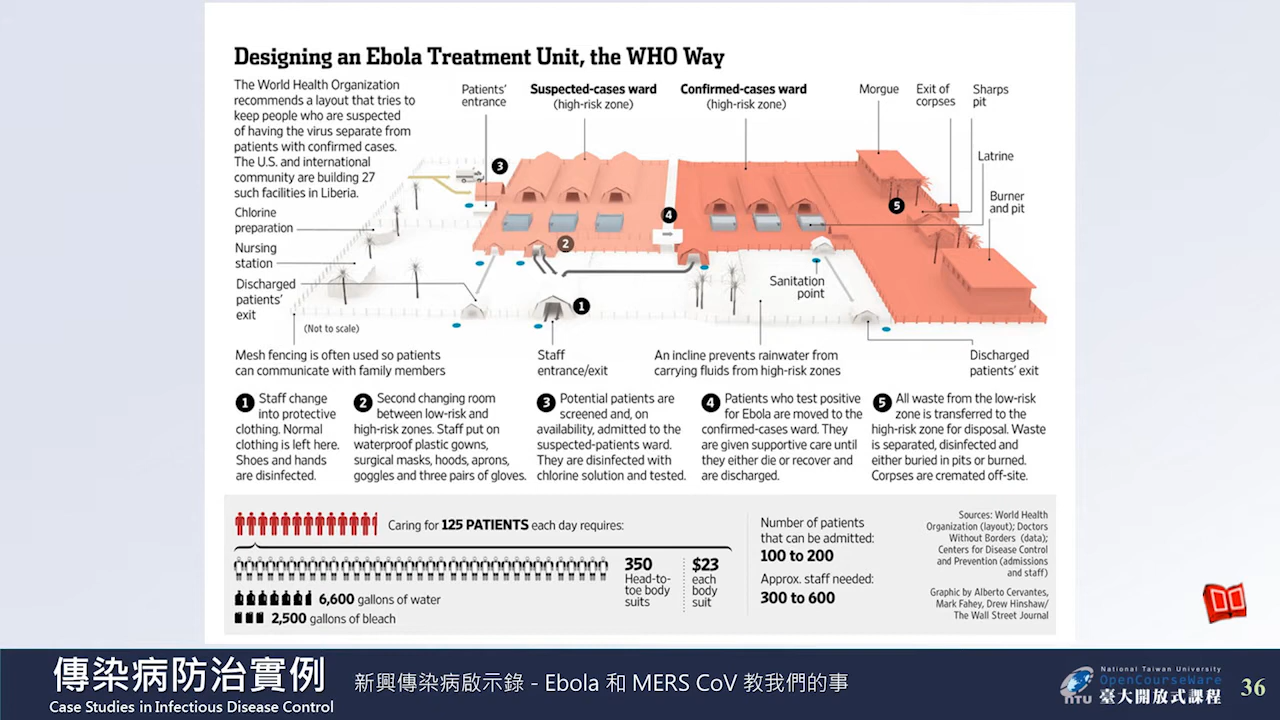 Designing an Ebola Treatment Unit, the WHO Way
The World Health Organization
recommends a layout that tries to
keep people who are suspected
of having the virus separate from
patients with confirmed cases.
The U.S. and international
community are building 27
such facilities in Liberia.
Patients'
entrance
Suspected-cases ward
(high-risk zone)
Confirmed-cases ward
(high-risk zone)
Morgue
Exit of
corpses
Sharps
pit
Latrine
Burner
and pit
Chlorine
preparation
Nursing
station
Discharged
patients'
exit
(Not to scale)
3
4
5
2
1
Sanitation
point
Mesh fencing is often used so patients
can communicate with family members
Staff
entrance/exit
An incline prevents rainwater from
carrying fluids from high-risk zones
Discharged
patients' exit
1 Staff change
into protective
clothing. Normal
clothing is left here.
Shoes and hands
are disinfected.
2 Second changing room
between low-risk and
high-risk zones. Staff put on
waterproof plastic gowns,
surgical masks, hoods, aprons,
goggles and three pairs of gloves.
3 Potential patients are
screened and, on
availability, admitted to the
suspected-patients ward.
They are disinfected with
chlorine solution and tested.
4 Patients who test positive
for Ebola are moved to the
confirmed-cases ward. They
are given supportive care until
they either die or recover and
are discharged.
5 All waste from the low-risk
zone is transferred to the
high-risk zone for disposal. Waste
is separated, disinfected and
either buried in pits or burned.
Corpses are cremated off-site.
Caring for 125 PATIENTS each day requires:
350
Head-to-
toe body
suits
$23
each
body
suit
6,600 gallons of water
2,500 gallons of bleach
Number of patients
that can be admitted:
100 to 200
Approx. staff needed:
300 to 600
Sources: World Health
Organization (layout); Doctors
Without Borders (data);
Centers for Disease Control
and Prevention (admissions
and staff)
Graphic by Alberto Cervantes,
Mark Fahey, Drew Hinshaw/
The Wall Street Journal
傳染病防治實例
Case Studies in Infectious Disease Control
新興傳染病啟示錄 - Ebola 和 MERS CoV 教我們的事
NTU
National Taiwan University
OpenCourseWare
臺大開放式課程
36